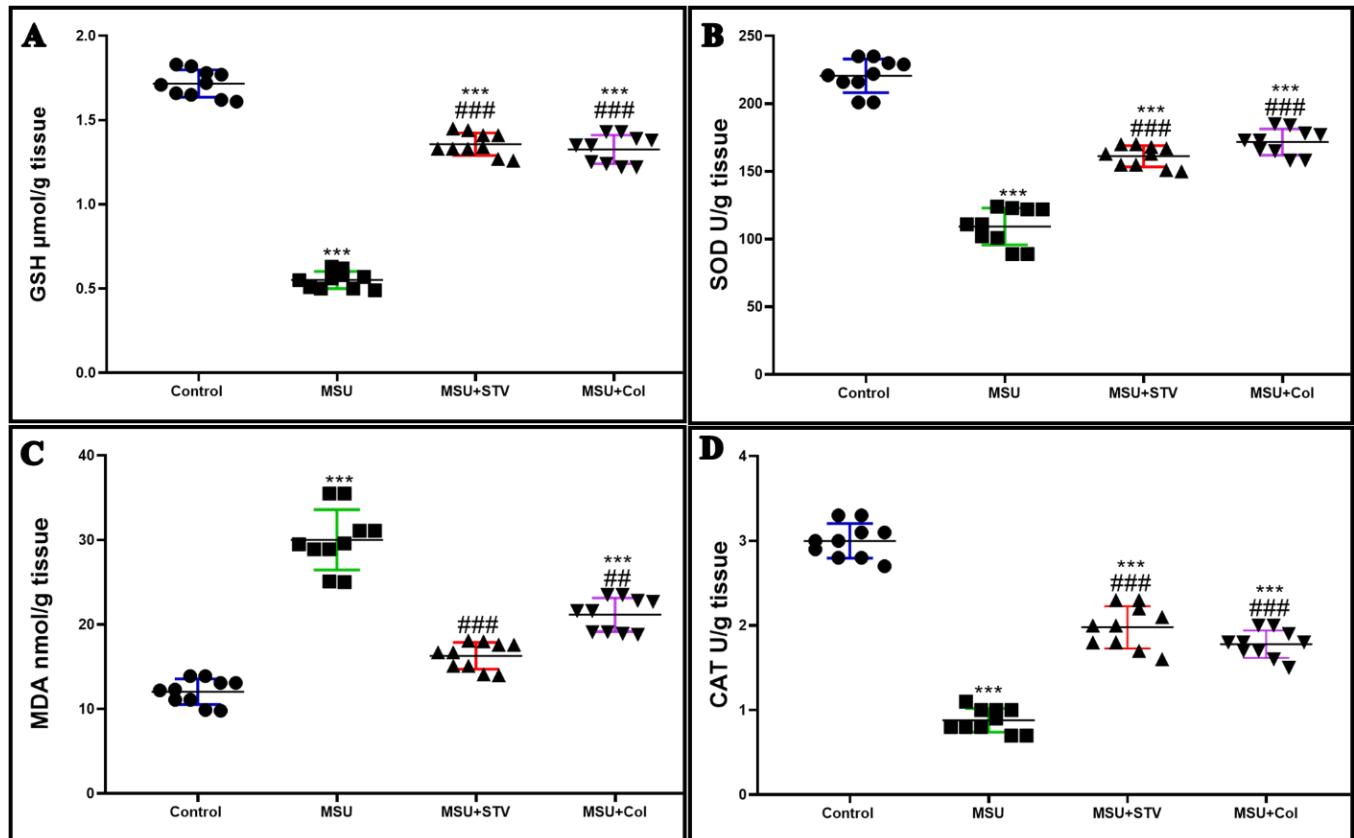 A
GSH µmol/g tissue
2.0
1.5
1.0
0.5
0.0
***
***
###
***
###
Control
MSU
MSU+STV
MSU+Col
B
SOD U/g tissue
250
200
150
100
50
0
***
***
###
***
###
Control
MSU
MSU+STV
MSU+Col
C
MDA nmol/g tissue
40
30
20
10
0
***
###
***
##
Control
MSU
MSU+STV
MSU+Col
D
CAT U/g tissue
4
3
2
1
0
***
***
###
***
###
Control
MSU
MSU+STV
MSU+Col